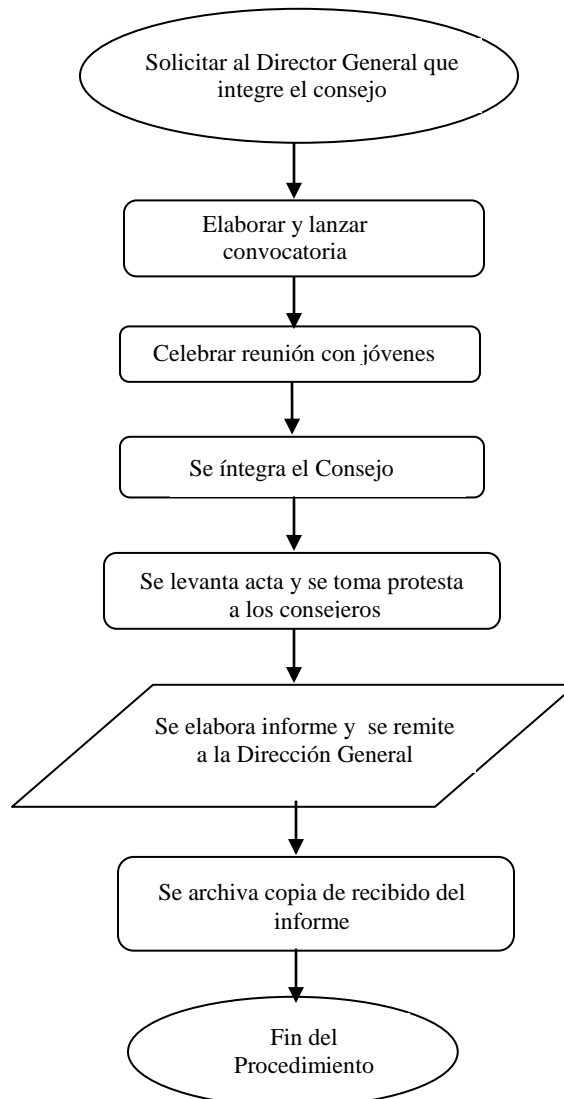 Solicitar al Director General que
integre el consejo
Elaborar y lanzar
convocatoria
Celebrar reunión con jóvenes
Se íntegra el Consejo
Se levanta acta y se toma protesta
a los consejeros
Se elabora informe y se remite
a la Dirección General
Se archiva copia de recibido del
informe
Fin del
Procedimiento